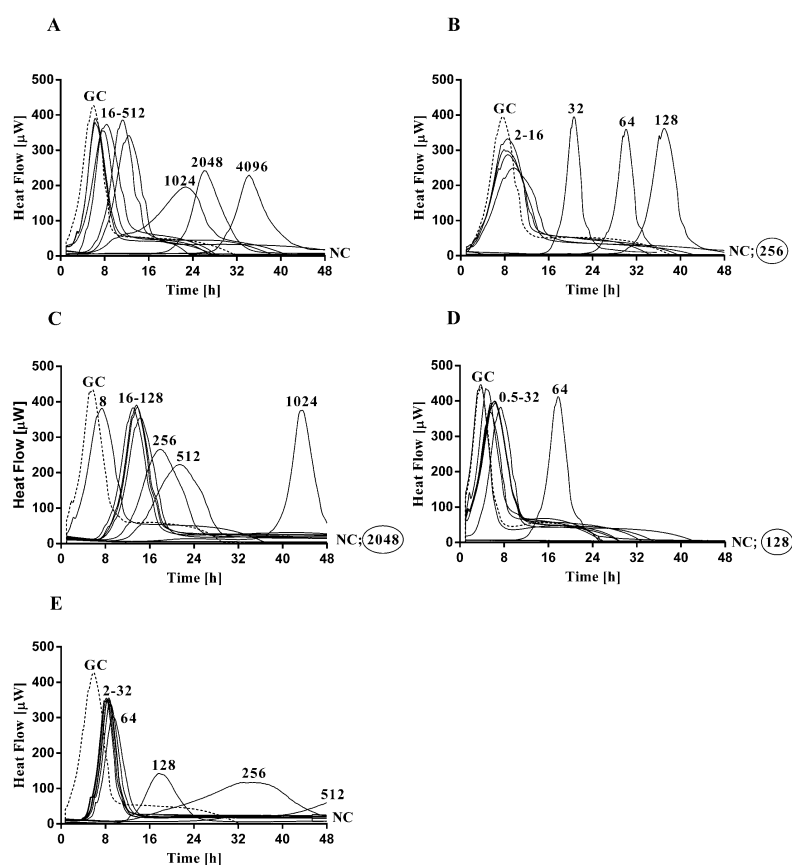 A
B
500
400
300
200
100
0
Heat Flow [µW]
GC
16-512
1024
2048
4096
NC
0 8 16 24 32 40 48
Time [h]
500
400
300
200
100
0
Heat Flow [µW]
GC
2-16
32
64
128
NC; 256
0 8 16 24 32 40 48
Time [h]
C
D
500
400
300
200
100
0
Heat Flow [µW]
GC
8
16-128
256
512
1024
NC; 2048
0 8 16 24 32 40 48
Time [h]
500
400
300
200
100
0
Heat Flow [µW]
GC
0.5-32
64
NC; 128
0 8 16 24 32 40 48
Time [h]
E
500
400
300
200
100
0
Heat Flow [µW]
GC
2-32
64
128
256
512
NC
0 8 16 24 32 40 48
Time [h]